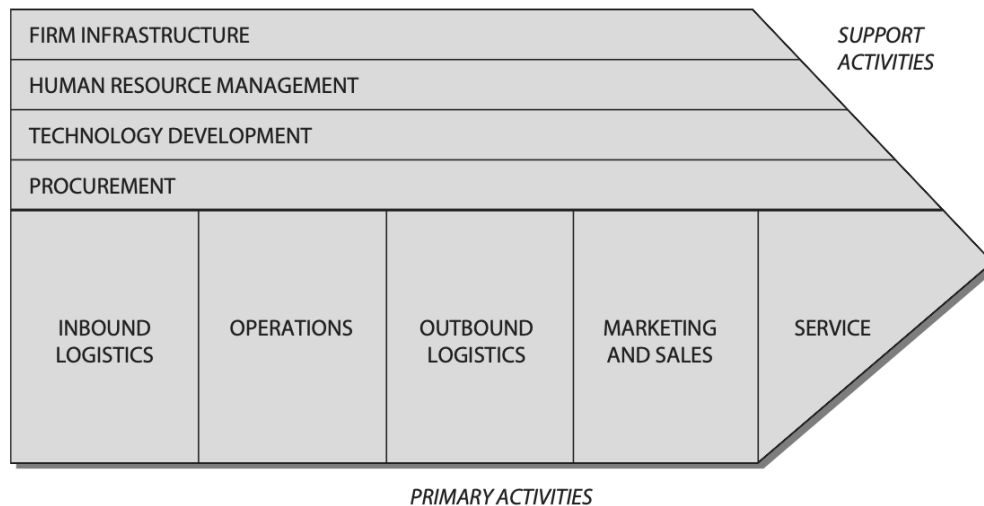 FIRM INFRASTRUCTURE
SUPPORT
ACTIVITIES
HUMAN RESOURCE MANAGEMENT
TECHNOLOGY DEVELOPMENT
PROCUREMENT
INBOUND
LOGISTICS
OPERATIONS
OUTBOUND
LOGISTICS
MARKETING
AND SALES
SERVICE
PRIMARY ACTIVITIES